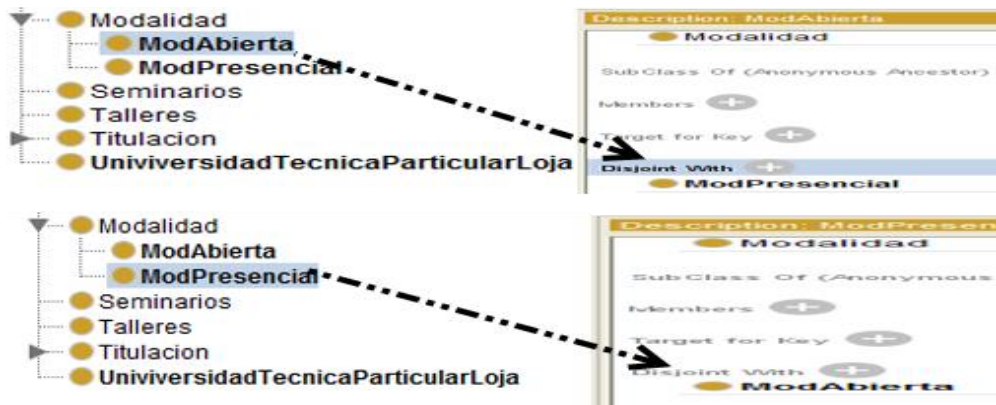 Modalidad
ModAbierta
ModPresencial
Seminarios
Talleres
Titulacion
UniviversidadTecnicaParticularLoja
Description: ModAbierta
Modalidad
SubClass Of (Anonymous Ancestor)
Members
Target for Key
Disjoint With
ModPresencial
Modalidad
ModAbierta
ModPresencial
Seminarios
Talleres
Titulacion
UniviversidadTecnicaParticularLoja
Description: ModPresen
Modalidad
SubClass Of (Anonymous
Members
Target for Key
Disjoint With
ModAbierta